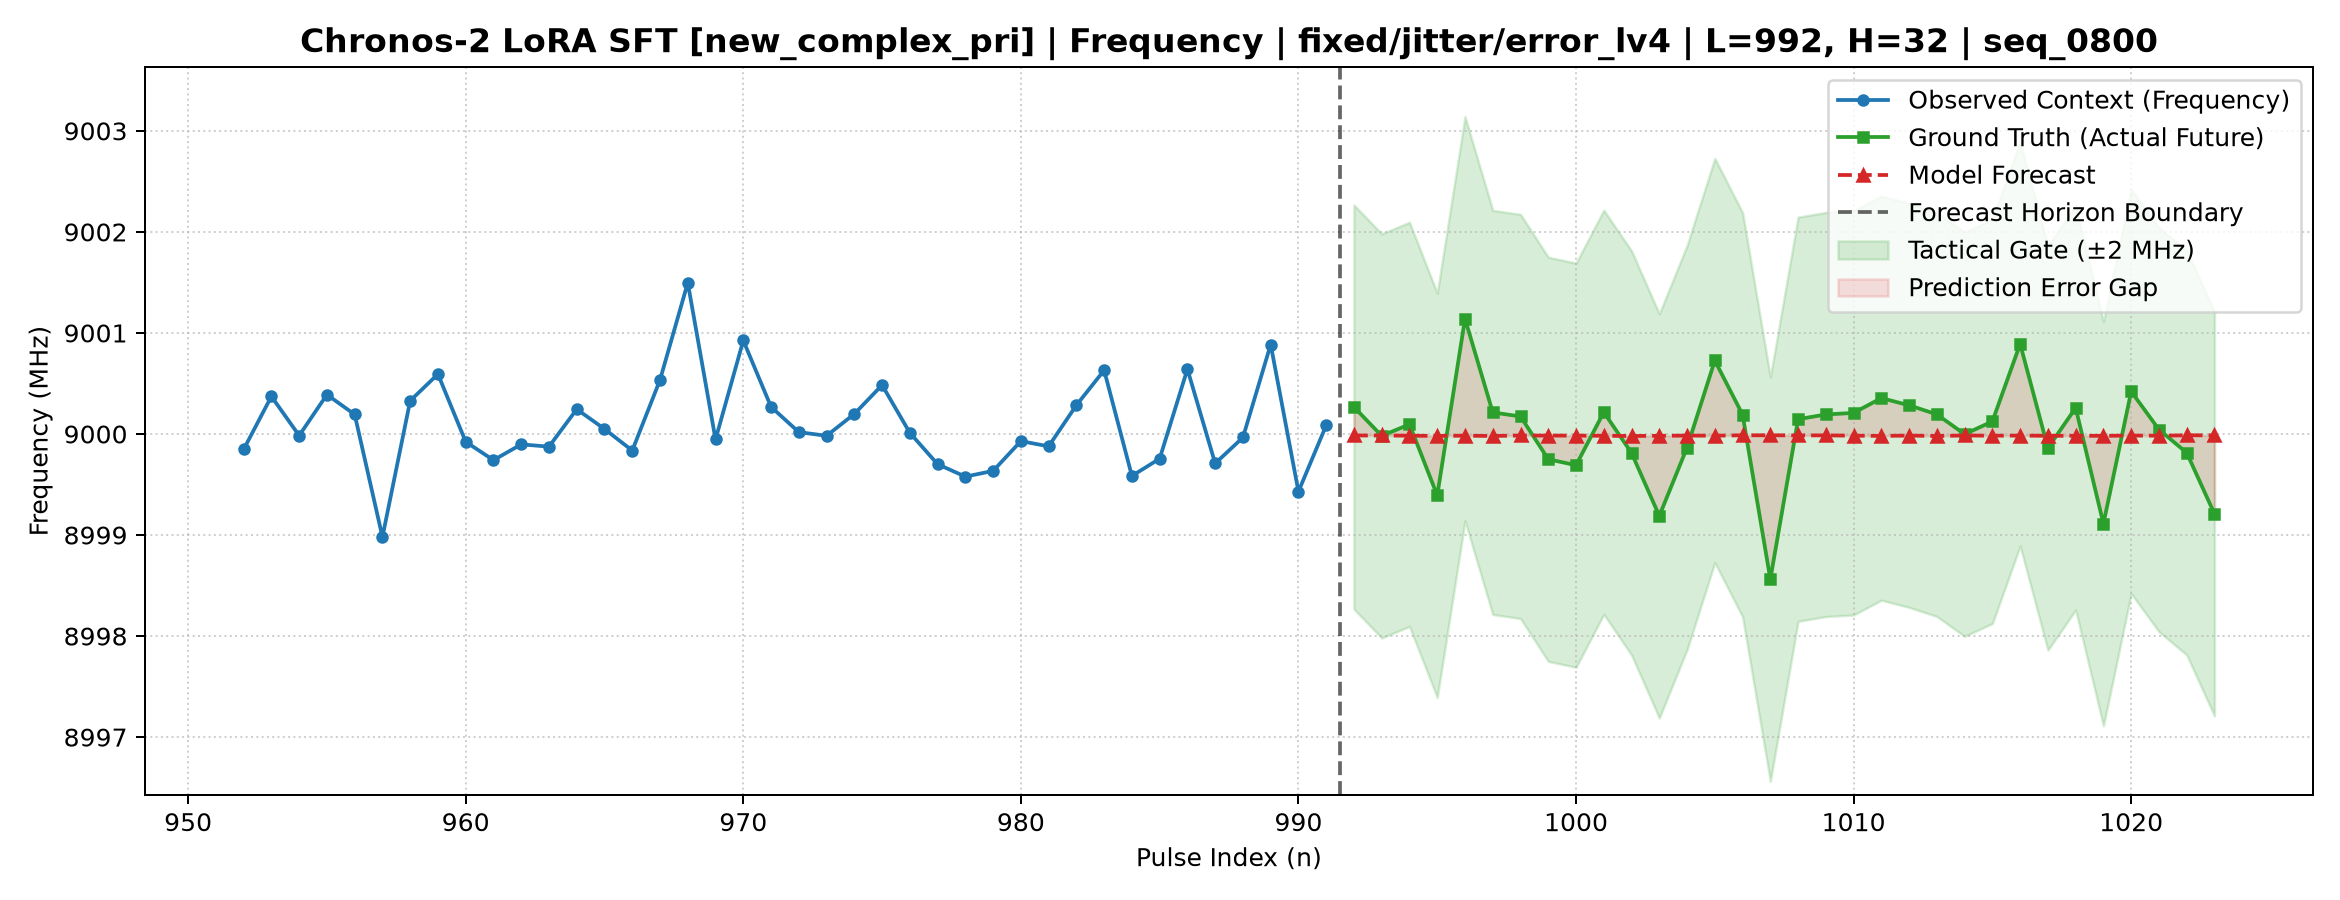 Chronos-2 LoRA SFT [new_complex_pri] | Frequency | fixed/jitter/error_lv4 | L=992, H=32 | seq_0800
Observed Context (Frequency)
Ground Truth (Actual Future)
Model Forecast
Forecast Horizon Boundary
Tactical Gate (±2 MHz)
Prediction Error Gap
Frequency (MHz)
9003
9002
9001
9000
8999
8998
8997
950 960 970 980 990 1000 1010 1020
Pulse Index (n)